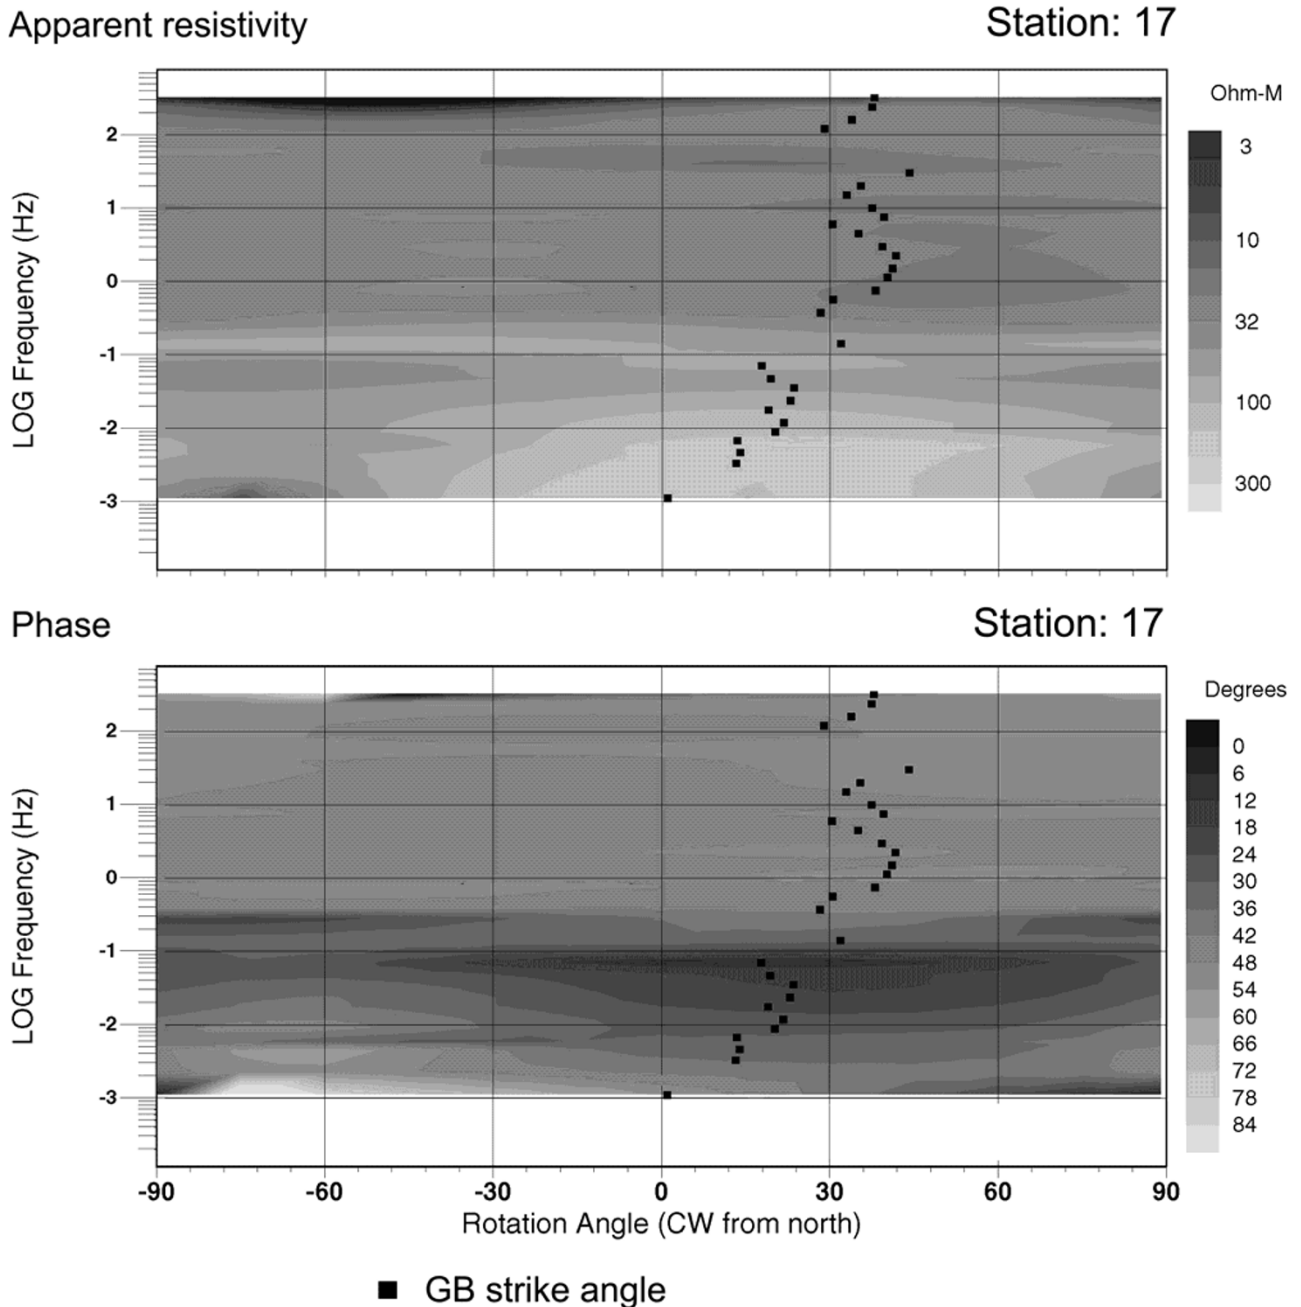 Apparent resistivity
Station: 17
Ohm-M
LOG Frequency (Hz)
2
1
0
-1
-2
-3
3
10
32
100
300
Phase
Station: 17
Degrees
LOG Frequency (Hz)
2
1
0
-1
-2
-3
0
6
12
18
24
30
36
42
48
54
60
66
72
78
84
-90 -60 -30 0 30 60 90
Rotation Angle (CW from north)
GB strike angle